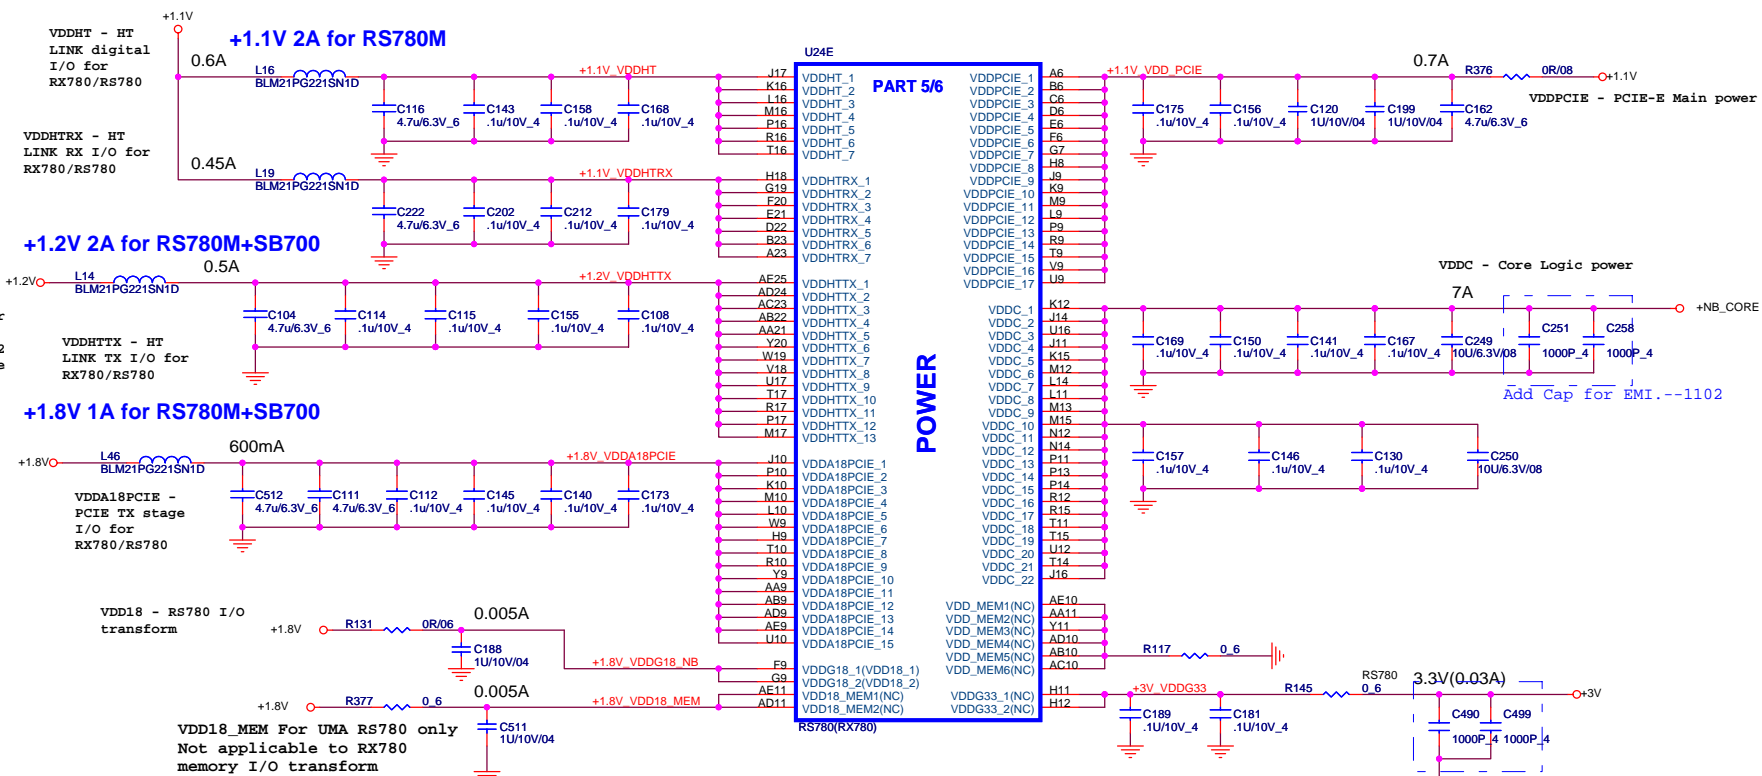 +1.1V
VDDHT - HT
LINK digital
I/O for
RX780/RS780
+1.1V 2A for RS780M
0.6A
L16
BLM21PG221SN1D
+1.1V_VDDHT
C116
4.7u/6.3V_6
C143
.1u/10V_4
C158
.1u/10V_4
C168
.1u/10V_4
VDDHTRX - HT
LINK RX I/O for
RX780/RS780
0.45A
L19
BLM21PG221SN1D
+1.1V_VDDHTRX
C222
4.7u/6.3V_6
C202
.1u/10V_4
C212
.1u/10V_4
C179
.1u/10V_4
+1.2V 2A for RS780M+SB700
+1.2V
L14
BLM21PG221SN1D
0.5A
+1.2V_VDDHTTX
C104
4.7u/6.3V_6
C114
.1u/10V_4
C115
.1u/10V_4
C155
.1u/10V_4
C108
.1u/10V_4
2
e
VDDHTTX - HT
LINK TX I/O for
RX780/RS780
+1.8V 1A for RS780M+SB700
+1.8V
L46
BLM21PG221SN1D
600mA
+1.8V_VDDA18PCIE
C512
4.7u/6.3V_6
C111
4.7u/6.3V_6
C112
.1u/10V_4
C145
.1u/10V_4
C140
.1u/10V_4
C173
.1u/10V_4
VDDA18PCIE -
PCIE TX stage
I/O for
RX780/RS780
VDD18 - RS780 I/O
transform
+1.8V
R131
0R/06
0.005A
C188
1U/10V/04
+1.8V_VDDG18_NB
+1.8V
R377
0_6
0.005A
C511
1U/10V/04
+1.8V_VDD18_MEM
VDD18_MEM For UMA RS780 only
Not applicable to RX780
memory I/O transform
U24E
PART 5/6
POWER
RS780(RX780)
J17 VDDHT_1
K16 VDDHT_2
L16 VDDHT_3
M16 VDDHT_4
P16 VDDHT_5
R16 VDDHT_6
T16 VDDHT_7
H18 VDDHTRX_1
G19 VDDHTRX_2
F20 VDDHTRX_3
E21 VDDHTRX_4
D22 VDDHTRX_5
B23 VDDHTRX_6
A23 VDDHTRX_7
AE25 VDDHTTX_1
AD24 VDDHTTX_2
AC23 VDDHTTX_3
AB22 VDDHTTX_4
AA21 VDDHTTX_5
Y20 VDDHTTX_6
W19 VDDHTTX_7
V18 VDDHTTX_8
U17 VDDHTTX_9
T17 VDDHTTX_10
R17 VDDHTTX_11
P17 VDDHTTX_12
M17 VDDHTTX_13
J10 VDDA18PCIE_1
P10 VDDA18PCIE_2
K10 VDDA18PCIE_3
M10 VDDA18PCIE_4
L10 VDDA18PCIE_5
W9 VDDA18PCIE_6
H9 VDDA18PCIE_7
T10 VDDA18PCIE_8
R10 VDDA18PCIE_9
Y9 VDDA18PCIE_10
AA9 VDDA18PCIE_11
AB9 VDDA18PCIE_12
AD9 VDDA18PCIE_13
AE9 VDDA18PCIE_14
U10 VDDA18PCIE_15
F9 VDDG18_1(VDD18_1)
G9 VDDG18_2(VDD18_2)
AE11 VDD18_MEM1(NC)
AD11 VDD18_MEM2(NC)
VDDPCIE_1 A6
VDDPCIE_2 B6
VDDPCIE_3 C6
VDDPCIE_4 D6
VDDPCIE_5 E6
VDDPCIE_6 F6
VDDPCIE_7 G7
VDDPCIE_8 H8
VDDPCIE_9 J9
VDDPCIE_10 K9
VDDPCIE_11 M9
VDDPCIE_12 L9
VDDPCIE_13 P9
VDDPCIE_14 R9
VDDPCIE_15 T9
VDDPCIE_16 V9
VDDPCIE_17 U9
VDDC_1 K12
VDDC_2 J14
VDDC_3 U16
VDDC_4 J11
VDDC_5 K15
VDDC_6 M12
VDDC_7 L14
VDDC_8 L11
VDDC_9 M13
VDDC_10 M15
VDDC_11 N12
VDDC_12 N14
VDDC_13 P11
VDDC_14 P13
VDDC_15 P14
VDDC_16 R12
VDDC_17 R15
VDDC_18 T11
VDDC_19 T15
VDDC_20 U12
VDDC_21 T14
VDDC_22 J16
VDD_MEM1(NC) AE10
VDD_MEM2(NC) AA11
VDD_MEM3(NC) Y11
VDD_MEM4(NC) AD10
VDD_MEM5(NC) AB10
VDD_MEM6(NC) AC10
VDDG33_1(NC) H11
VDDG33_2(NC) H12
+1.1V_VDD_PCIE
0.7A
R376
0R/08
+1.1V
VDDPCIE - PCIE-E Main power
C175
.1u/10V_4
C156
.1u/10V_4
C120
1U/10V/04
C199
1U/10V/04
C162
4.7u/6.3V_6
VDDC - Core Logic power
7A
+NB_CORE
C169
.1u/10V_4
C150
.1u/10V_4
C141
.1u/10V_4
C167
.1u/10V_4
C249
10U/6.3V/08
C251
1000P_4
C258
1000P_4
Add Cap for EMI.--1102
C157
.1u/10V_4
C146
.1u/10V_4
C130
.1u/10V_4
C250
10U/6.3V/08
R117
0_6
+3V_VDDG33
R145
RS780
0_6
3.3V(0.03A)
+3V
C189
.1U/10V_4
C181
.1U/10V_4
C490
1000P_4
C499
1000P_4